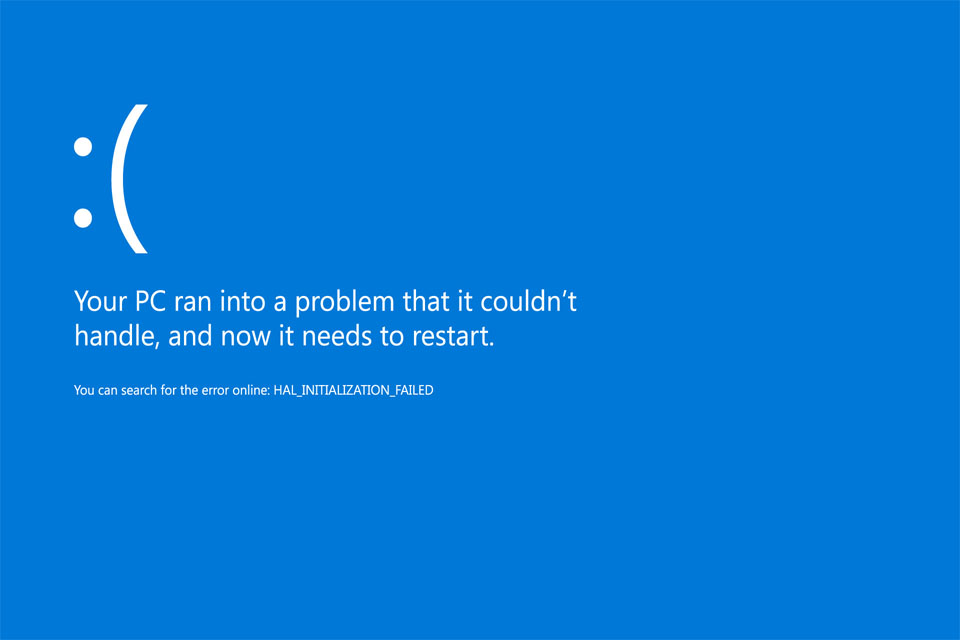 :(
Your PC ran into a problem that it couldn’t
handle, and now it needs to restart.
You can search for the error online: HAL_INITIALIZATION_FAILED